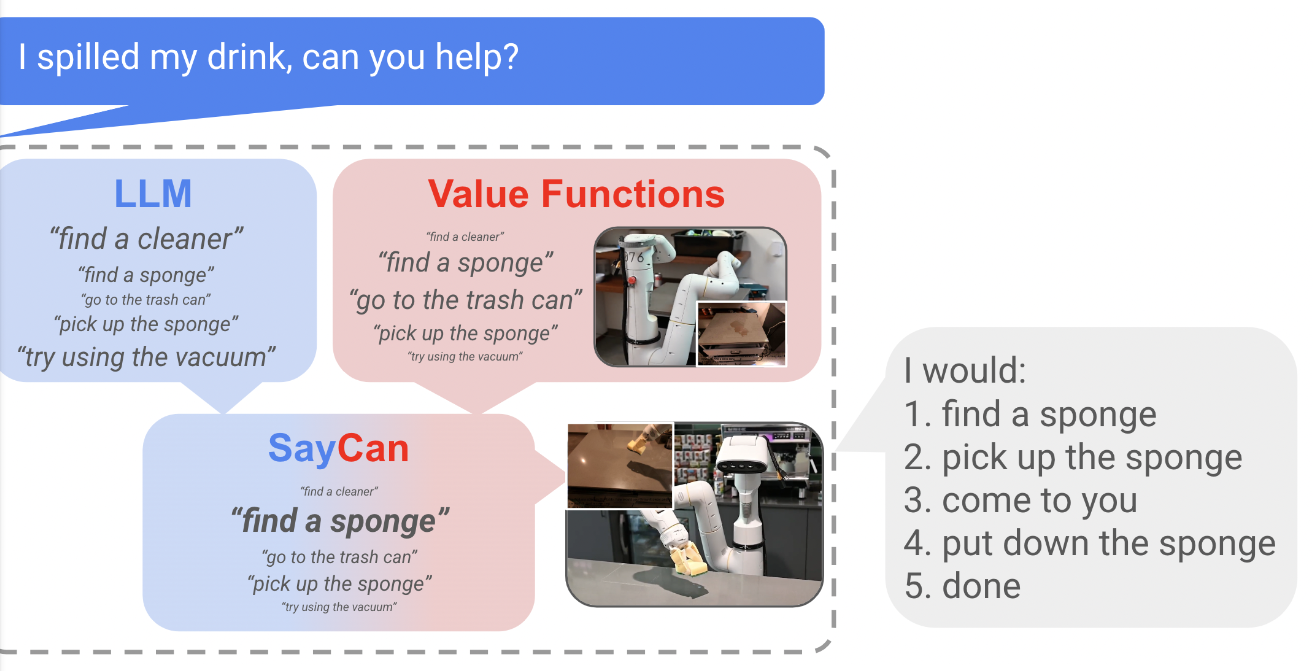 I spilled my drink, can you help?
LLM
“find a cleaner”
“find a sponge”
“go to the trash can”
“pick up the sponge”
“try using the vacuum”
Value Functions
“find a cleaner”
“find a sponge”
“go to the trash can”
“pick up the sponge”
“try using the vacuum”
076
SayCan
“find a cleaner”
“find a sponge”
“go to the trash can”
“pick up the sponge”
“try using the vacuum”
I would:
1. find a sponge
2. pick up the sponge
3. come to you
4. put down the sponge
5. done